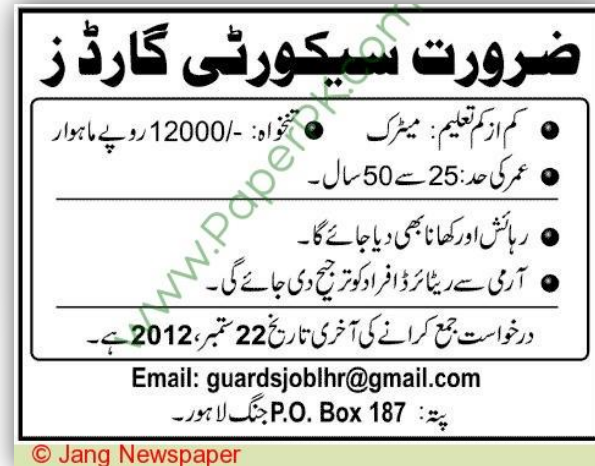 ضرورت سیکورٹی گارڈز
● کم ازکم تعلیم: میٹرک ● تنخواہ: -/12000 روپے ماہوار
● عمر کی حد: 25 سے 50 سال۔
● رہائش اور کھانا بھی دیا جائے گا۔
● آرمی سے ریٹائرڈ افراد کو ترجیح دی جائے گی۔
درخواست جمع کرانے کی آخری تاریخ 22 ستمبر، 2012 ہے۔
Email: guardsjoblhr@gmail.com
پتہ: P.O. Box 187 جنگ لاہور۔
www.PaperPK.com
© Jang Newspaper